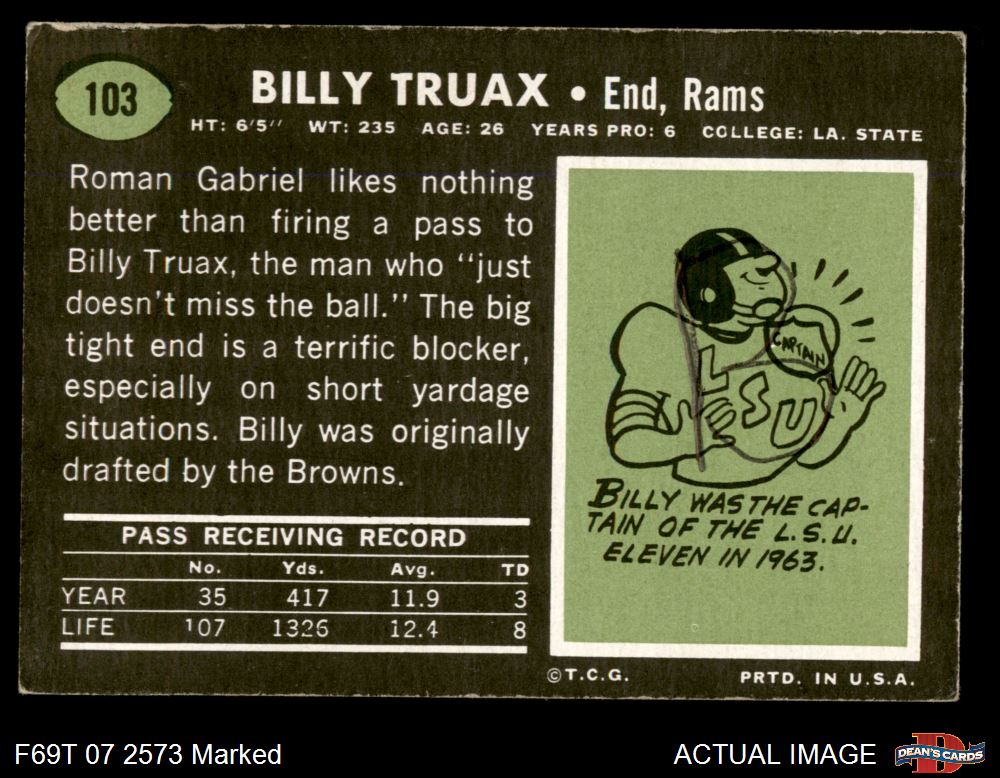 103
BILLY TRUAX • End, Rams
HT: 6'5" WT: 235 AGE: 26 YEARS PRO: 6 COLLEGE: LA. STATE
Roman Gabriel likes nothing
better than firing a pass to
Billy Truax, the man who "just
doesn't miss the ball." The big
tight end is a terrific blocker,
especially on short yardage
situations. Billy was originally
drafted by the Browns.
PASS RECEIVING RECORD
No. Yds. Avg. TD
YEAR 35 417 11.9 3
LIFE 107 1326 12.4 8
CAPTAIN
LSU
BILLY WAS THE CAP-
TAIN OF THE L.S.U.
ELEVEN IN 1963.
©T.C.G. PRTD. IN U.S.A.
F69T 07 2573 Marked
ACTUAL IMAGE
DEAN'S CARDS